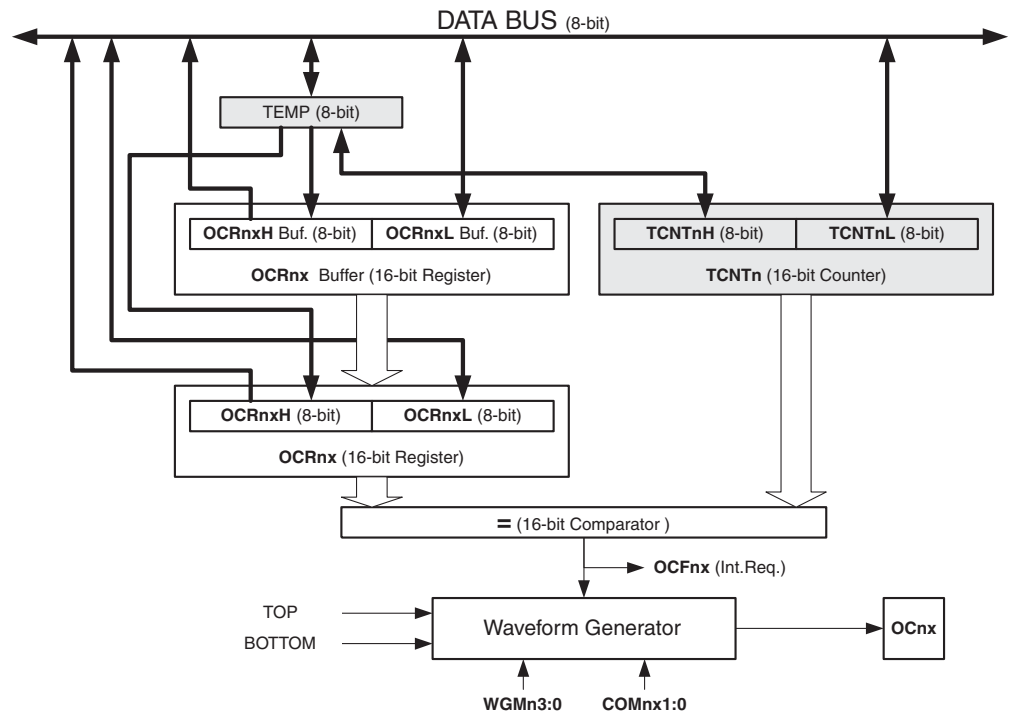 DATA BUS (8-bit)
TEMP (8-bit)
OCRnxH Buf. (8-bit) OCRnxL Buf. (8-bit)
OCRnx Buffer (16-bit Register)
TCNTnH (8-bit) TCNTnL (8-bit)
TCNTn (16-bit Counter)
OCRnxH (8-bit) OCRnxL (8-bit)
OCRnx (16-bit Register)
= (16-bit Comparator )
OCFnx (Int.Req.)
TOP
BOTTOM
Waveform Generator
OCnx
WGMn3:0 COMnx1:0